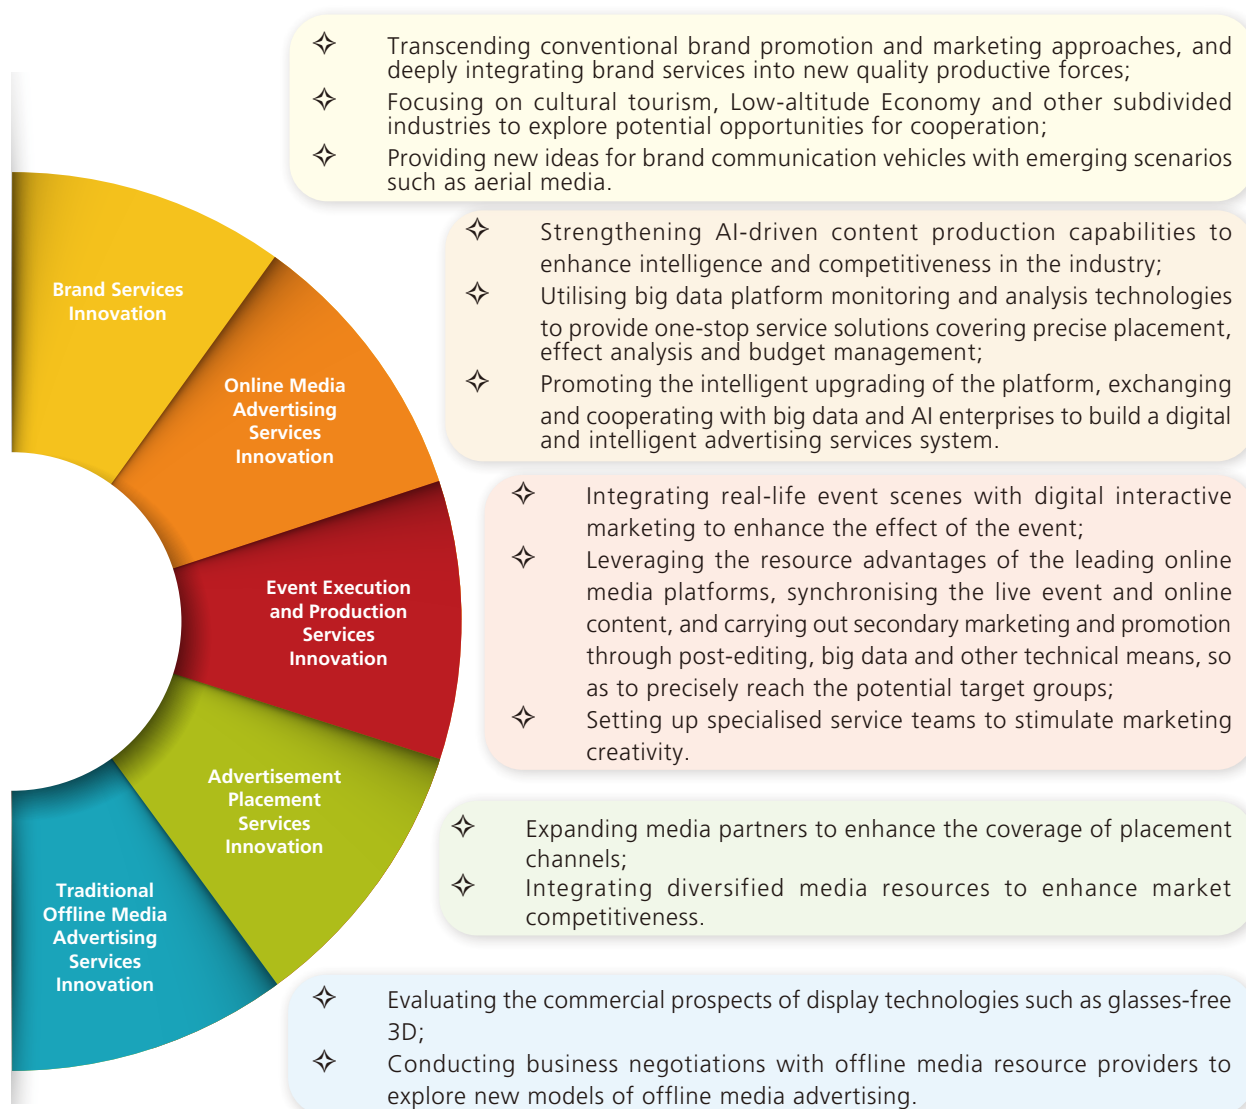 ✧ Transcending conventional brand promotion and marketing approaches, and
deeply integrating brand services into new quality productive forces;
✧ Focusing on cultural tourism, Low-altitude Economy and other subdivided
industries to explore potential opportunities for cooperation;
✧ Providing new ideas for brand communication vehicles with emerging scenarios
such as aerial media.
Brand Services
Innovation
✧ Strengthening AI-driven content production capabilities to
enhance intelligence and competitiveness in the industry;
✧ Utilising big data platform monitoring and analysis technologies
to provide one-stop service solutions covering precise placement,
effect analysis and budget management;
✧ Promoting the intelligent upgrading of the platform, exchanging
and cooperating with big data and AI enterprises to build a digital
and intelligent advertising services system.
Online Media
Advertising
Services
Innovation
✧ Integrating real-life event scenes with digital interactive
marketing to enhance the effect of the event;
✧ Leveraging the resource advantages of the leading online
media platforms, synchronising the live event and online
content, and carrying out secondary marketing and promotion
through post-editing, big data and other technical means, so
as to precisely reach the potential target groups;
✧ Setting up specialised service teams to stimulate marketing
creativity.
Event Execution
and Production
Services
Innovation
✧ Expanding media partners to enhance the coverage of placement
channels;
✧ Integrating diversified media resources to enhance market
competitiveness.
Advertisement
Placement
Services
Innovation
✧ Evaluating the commercial prospects of display technologies such as glasses-free
3D;
✧ Conducting business negotiations with offline media resource providers to
explore new models of offline media advertising.
Traditional
Offline Media
Advertising
Services
Innovation